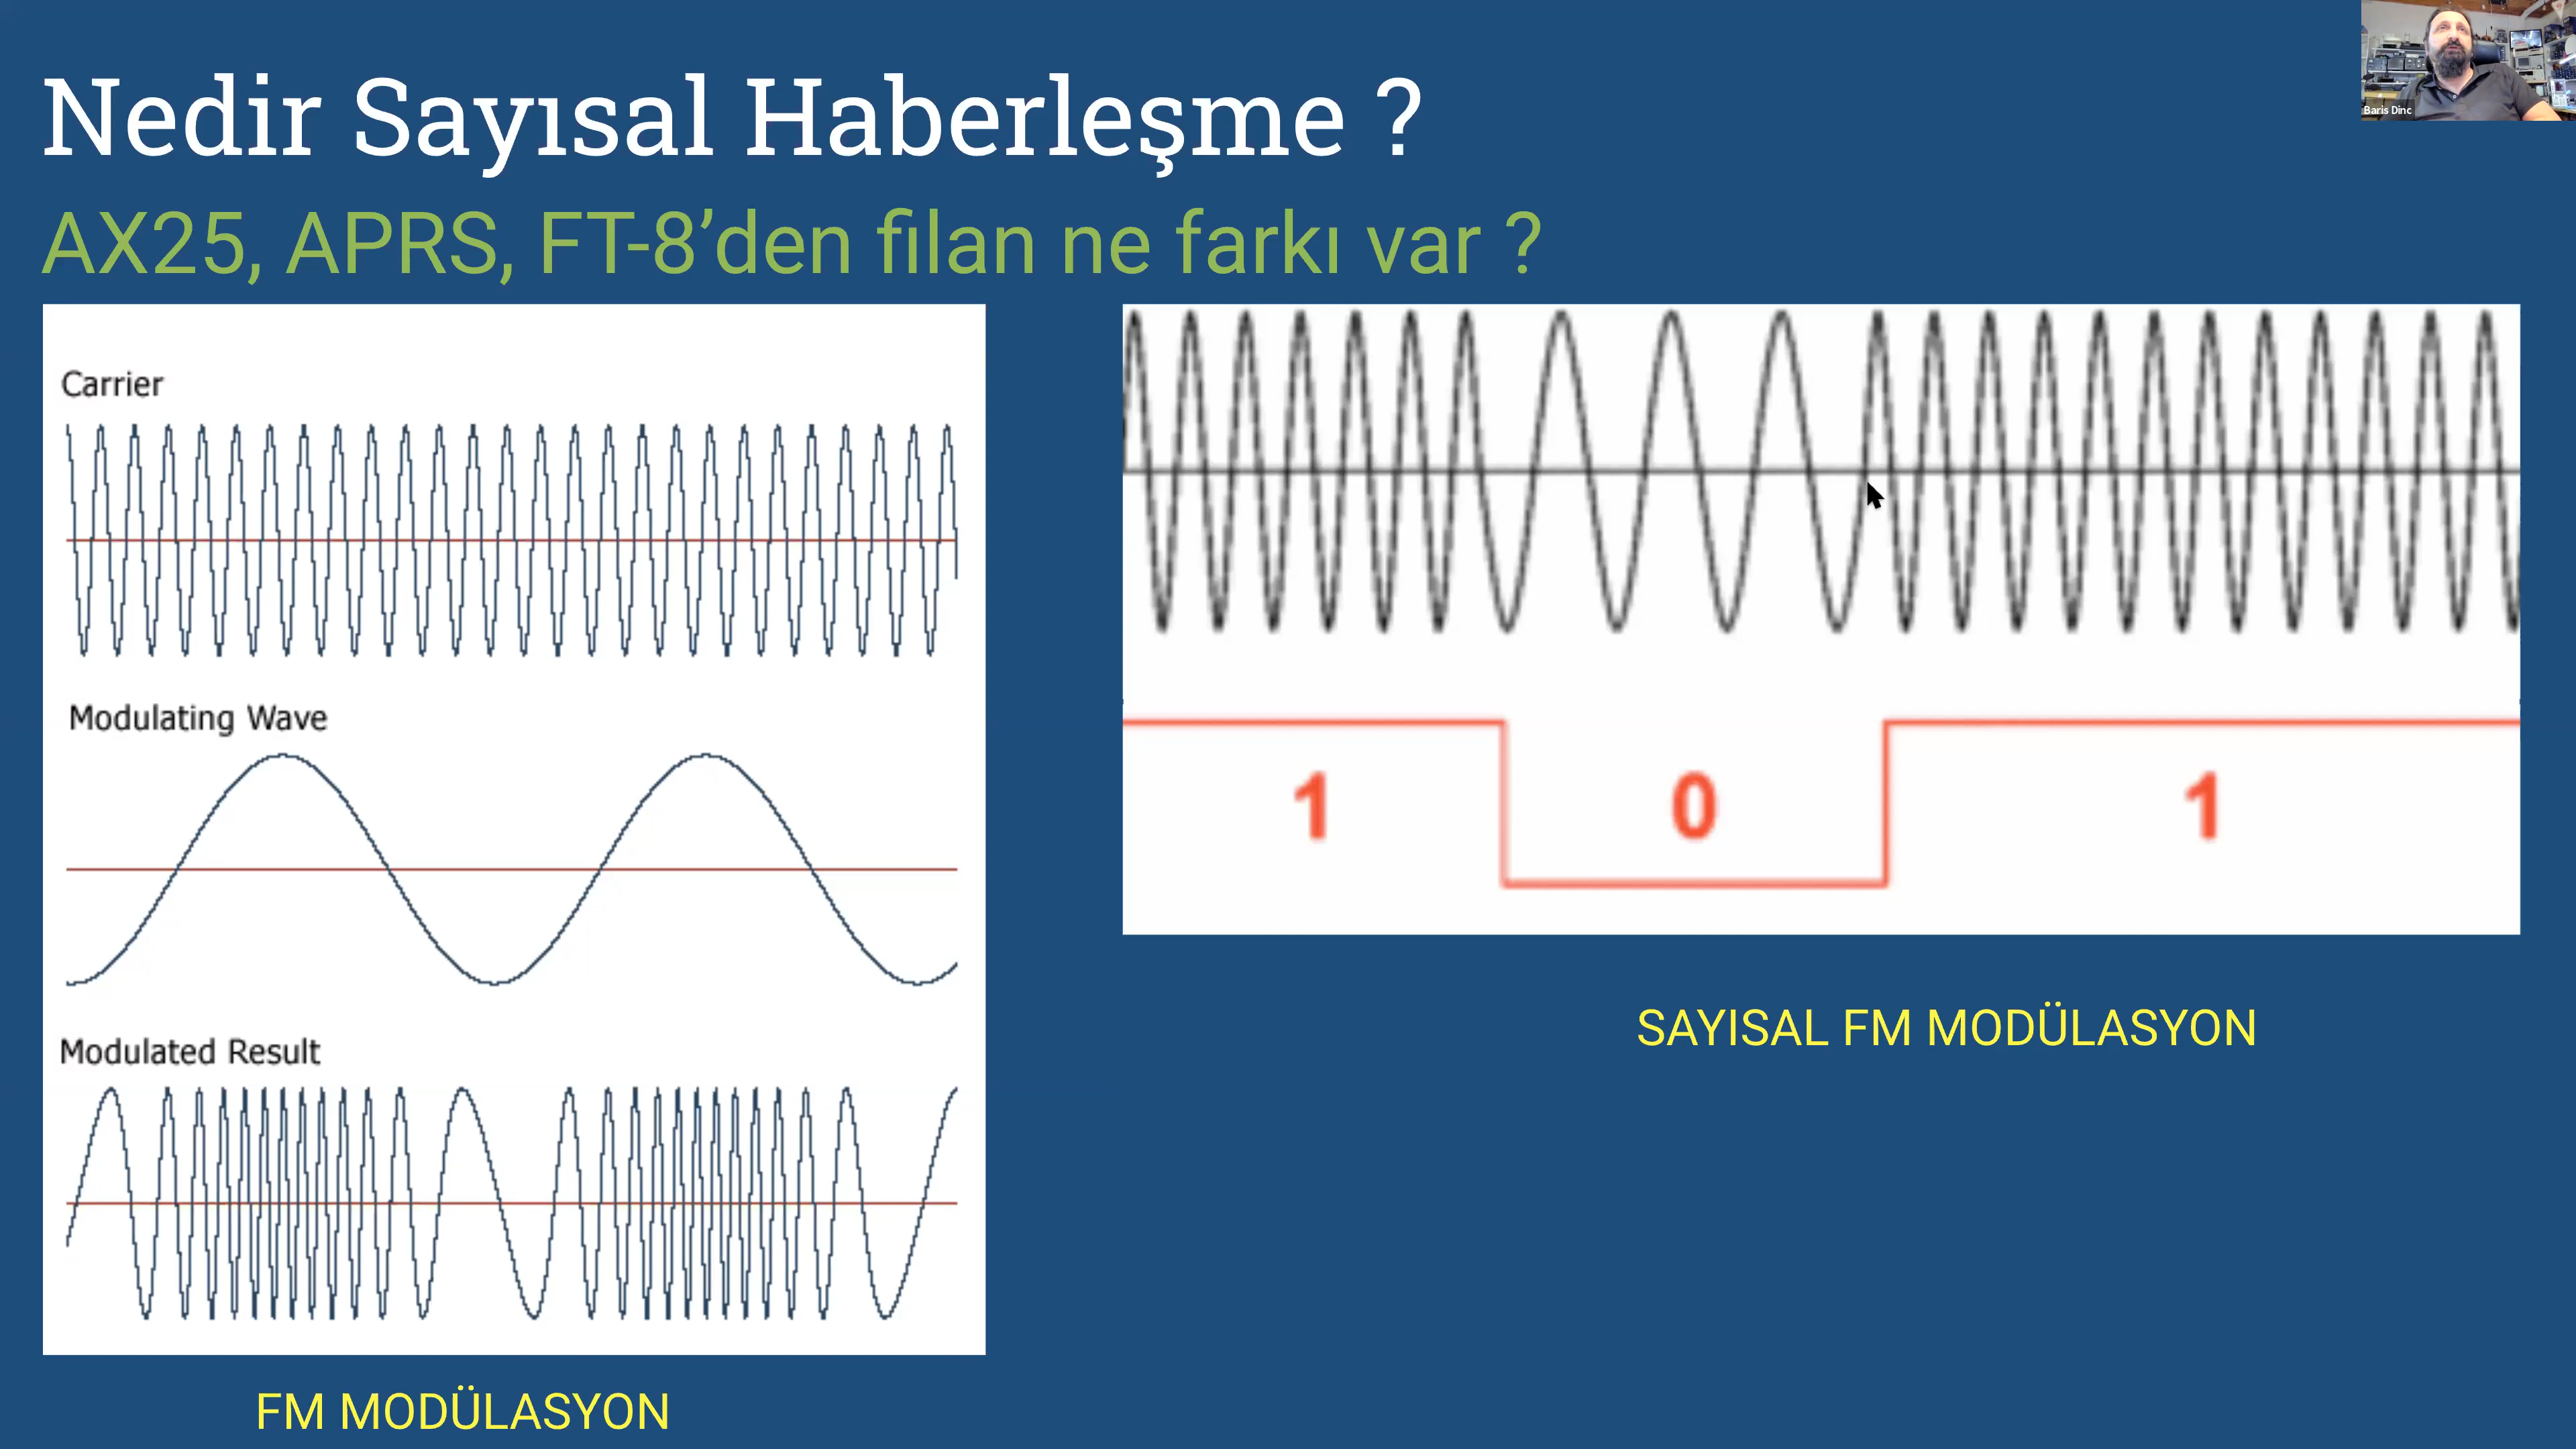 Nedir Sayısal Haberleşme ?
Baris Dinc
AX25, APRS, FT-8’den filan ne farkı var ?
Carrier
Modulating Wave
Modulated Result
FM MODÜLASYON
1 0 1
SAYISAL FM MODÜLASYON